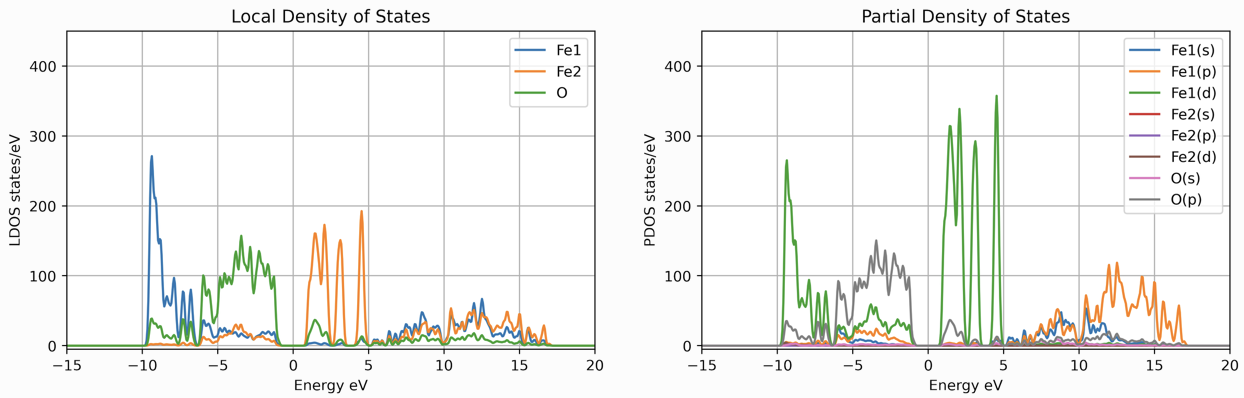 Local Density of States
LDOS states/eV
400
300
200
100
0
−15
−10
−5
0
5
10
15
20
Energy eV
Fe1
Fe2
O
Partial Density of States
PDOS states/eV
400
300
200
100
0
−15
−10
−5
0
5
10
15
20
Energy eV
Fe1(s)
Fe1(p)
Fe1(d)
Fe2(s)
Fe2(p)
Fe2(d)
O(s)
O(p)